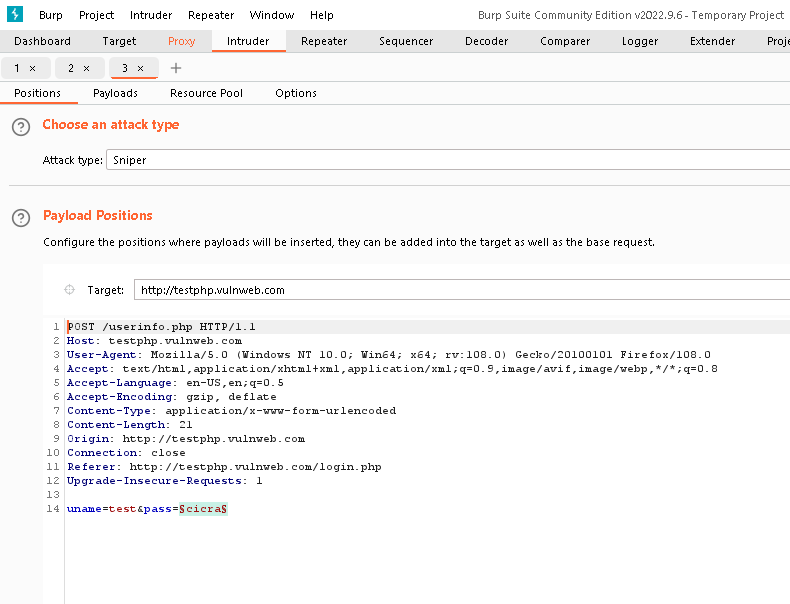 Burp Project Intruder Repeater Window Help Burp Suite Community Edition v2022.9.6 - Temporary Project
Dashboard Target Proxy Intruder Repeater Sequencer Decoder Comparer Logger Extender Proje
1 × 2 × 3 × +
Positions Payloads Resource Pool Options
? Choose an attack type
Attack type: Sniper
? Payload Positions
Configure the positions where payloads will be inserted, they can be added into the target as well as the base request.
Target: http://testphp.vulnweb.com
1 POST /userinfo.php HTTP/1.1
2 Host: testphp.vulnweb.com
3 User-Agent: Mozilla/5.0 (Windows NT 10.0; Win64; x64; rv:108.0) Gecko/20100101 Firefox/108.0
4 Accept: text/html,application/xhtml+xml,application/xml;q=0.9,image/avif,image/webp,*/*;q=0.8
5 Accept-Language: en-US,en;q=0.5
6 Accept-Encoding: gzip, deflate
7 Content-Type: application/x-www-form-urlencoded
8 Content-Length: 21
9 Origin: http://testphp.vulnweb.com
10 Connection: close
11 Referer: http://testphp.vulnweb.com/login.php
12 Upgrade-Insecure-Requests: 1
13
14 uname=test&pass=§cicra§